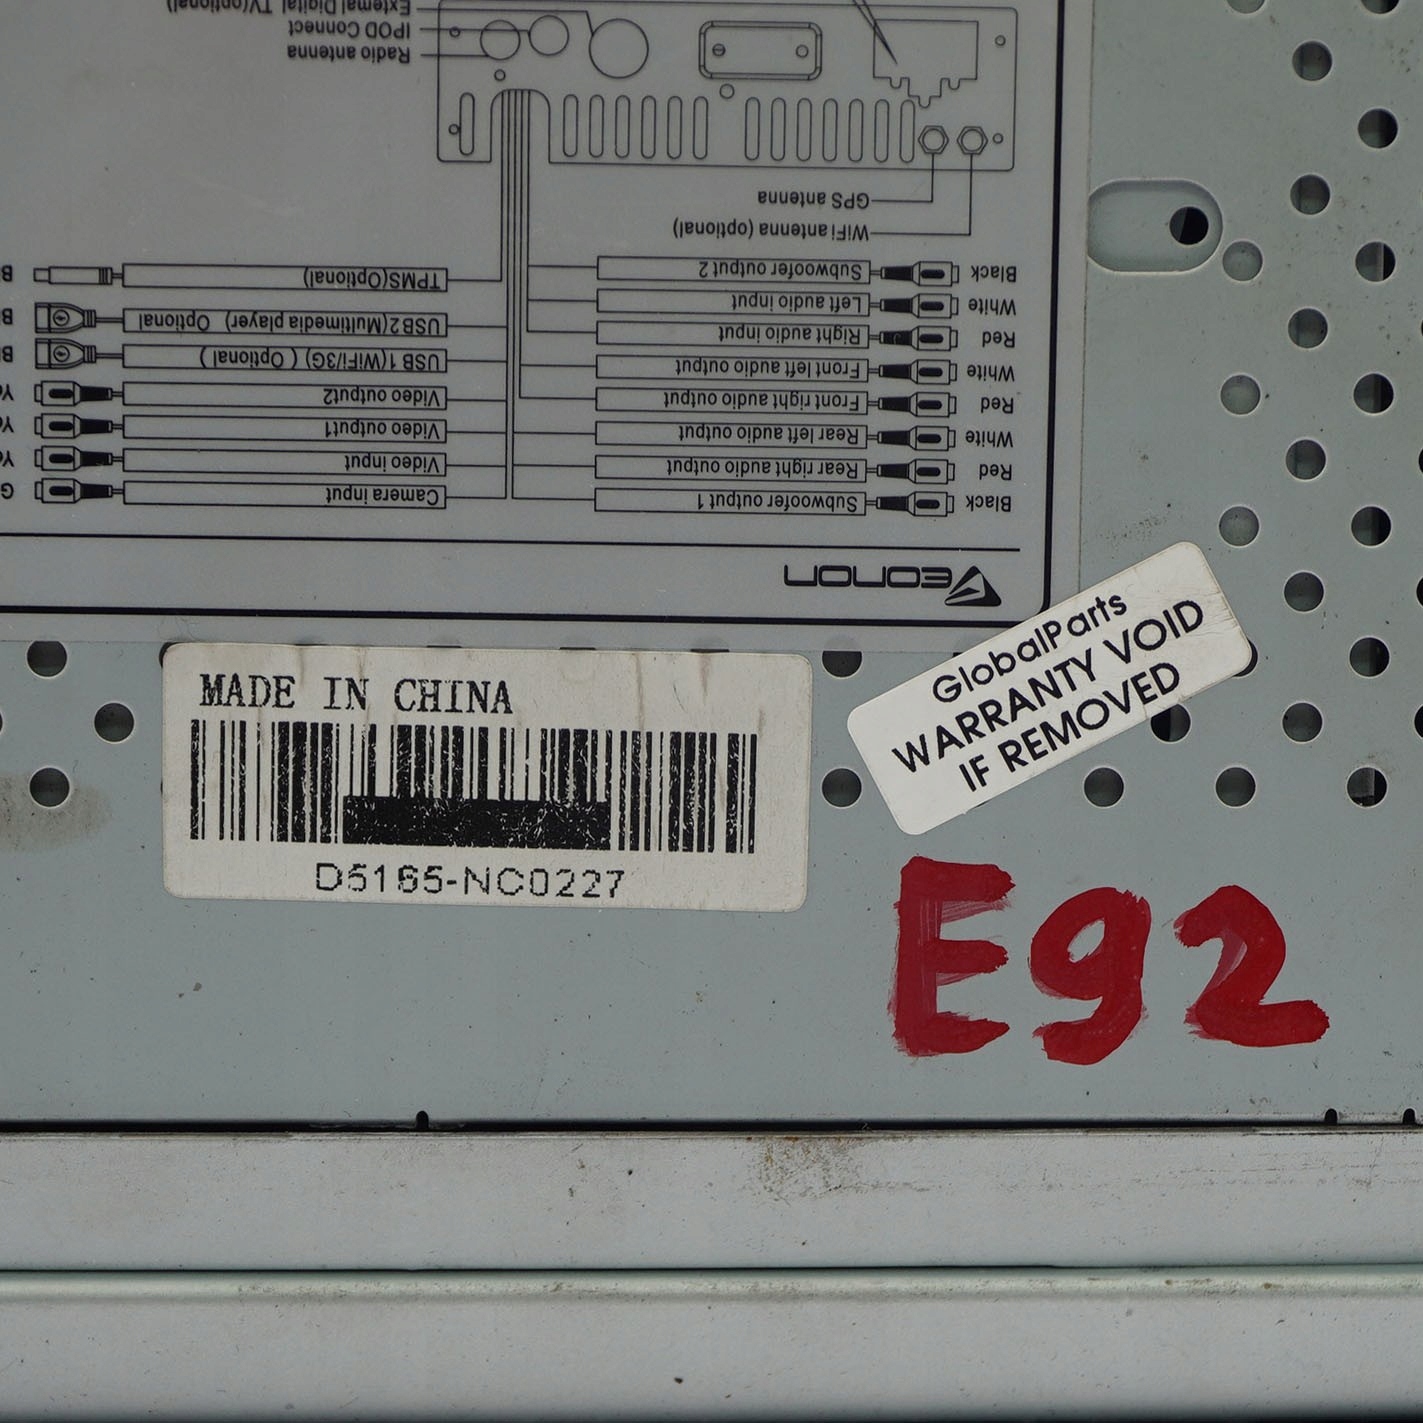 External Digital TV(optional)
IPOD Connect
Radio antenna
GPS antenna
WiFi antenna (optional)
TPMS(Optional)
USB2(Multimedia player) Optional
USB 1(WiFi/3G) ( Optional )
Video output2
Video output1
Video input
Camera input
Subwoofer output 2 Black
Left audio input White
Right audio input Red
Front left audio output White
Front right audio output Red
Rear left audio output White
Rear right audio output Red
Subwoofer output 1 Black
EONON
MADE IN CHINA
D5165-NC0227
GlobalParts
WARRANTY VOID
IF REMOVED
E92